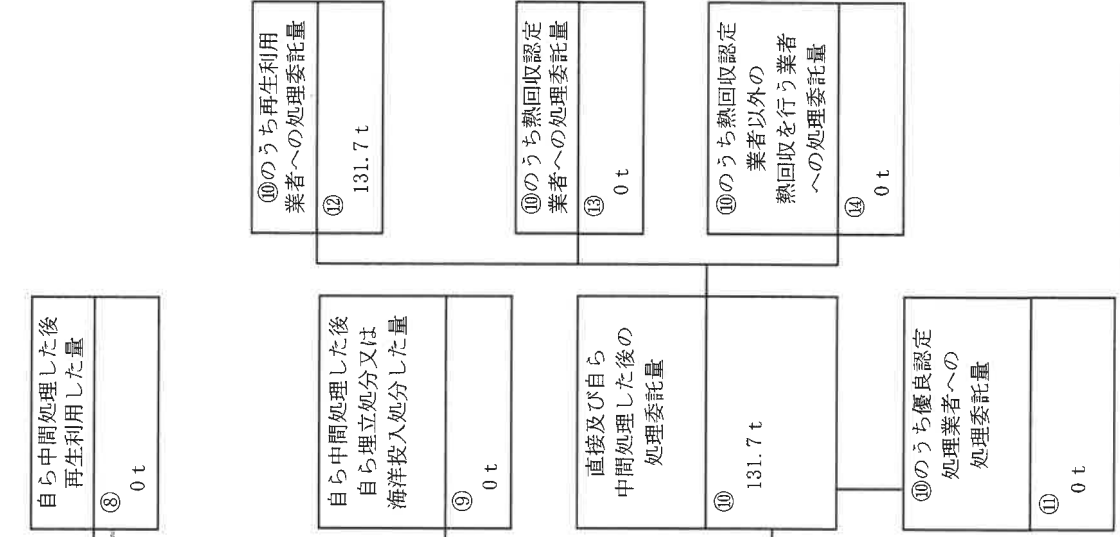 自ら中間処理した後
再生利用した量
⑧
0 t
自ら中間処理した後
自ら埋立処分又は
海洋投入処分した量
⑨
0 t
直接及び自ら
中間処理した後の
処理委託量
⑩
131.7 t
⑩のうち優良認定
処理業者への
処理委託量
⑪
0 t
⑩のうち再生利用
業者への処理委託量
⑫
131.7 t
⑩のうち熱回収認定
業者への処理委託量
⑬
0 t
⑩のうち熱回収認定
業者以外の
熱回収を行う業者
への処理委託量
⑭
0 t